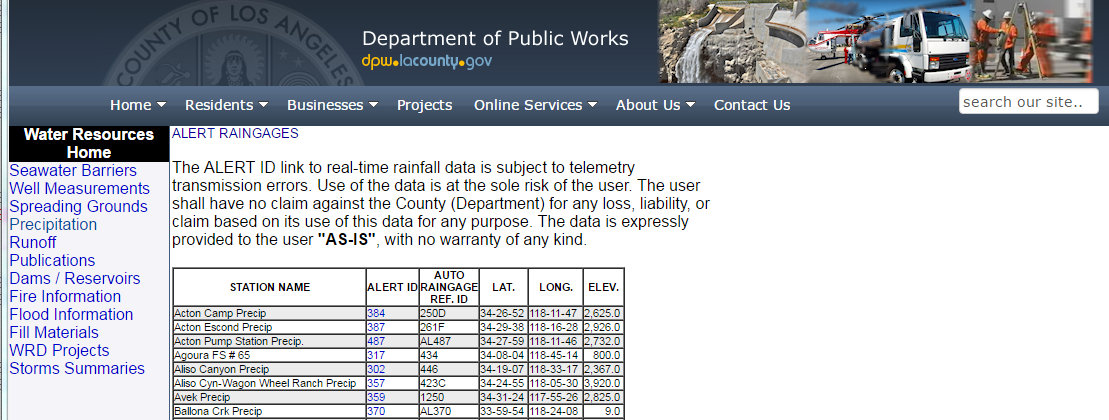 COUNTY OF LOS ANGELES
Department of Public Works
dpw.lacounty.gov
Home Residents Businesses Projects Online Services About Us Contact Us search our site..
Water Resources
Home
Seawater Barriers
Well Measurements
Spreading Grounds
Precipitation
Runoff
Publications
Dams / Reservoirs
Fire Information
Flood Information
Fill Materials
WRD Projects
Storms Summaries
ALERT RAINGAGES
The ALERT ID link to real-time rainfall data is subject to telemetry
transmission errors. Use of the data is at the sole risk of the user. The user
shall have no claim against the County (Department) for any loss, liability, or
claim based on its use of this data for any purpose. The data is expressly
provided to the user "AS-IS", with no warranty of any kind.
STATION NAME ALERT ID AUTO RAINGAGE REF. ID LAT. LONG. ELEV.
Acton Camp Precip 384 250D 34-26-52 118-11-47 2,625.0
Acton Escond Precip 387 261F 34-29-38 118-16-28 2,926.0
Acton Pump Station Precip. 487 AL487 34-27-59 118-11-46 2,732.0
Agoura FS # 65 317 434 34-08-04 118-45-14 800.0
Aliso Canyon Precip 302 446 34-19-07 118-33-17 2,367.0
Aliso Cyn-Wagon Wheel Ranch Precip 357 423C 34-24-55 118-05-30 3,920.0
Avek Precip 359 1250 34-31-24 117-55-26 2,825.0
Ballona Crk Precip 370 AL370 33-59-54 118-24-08 9.0